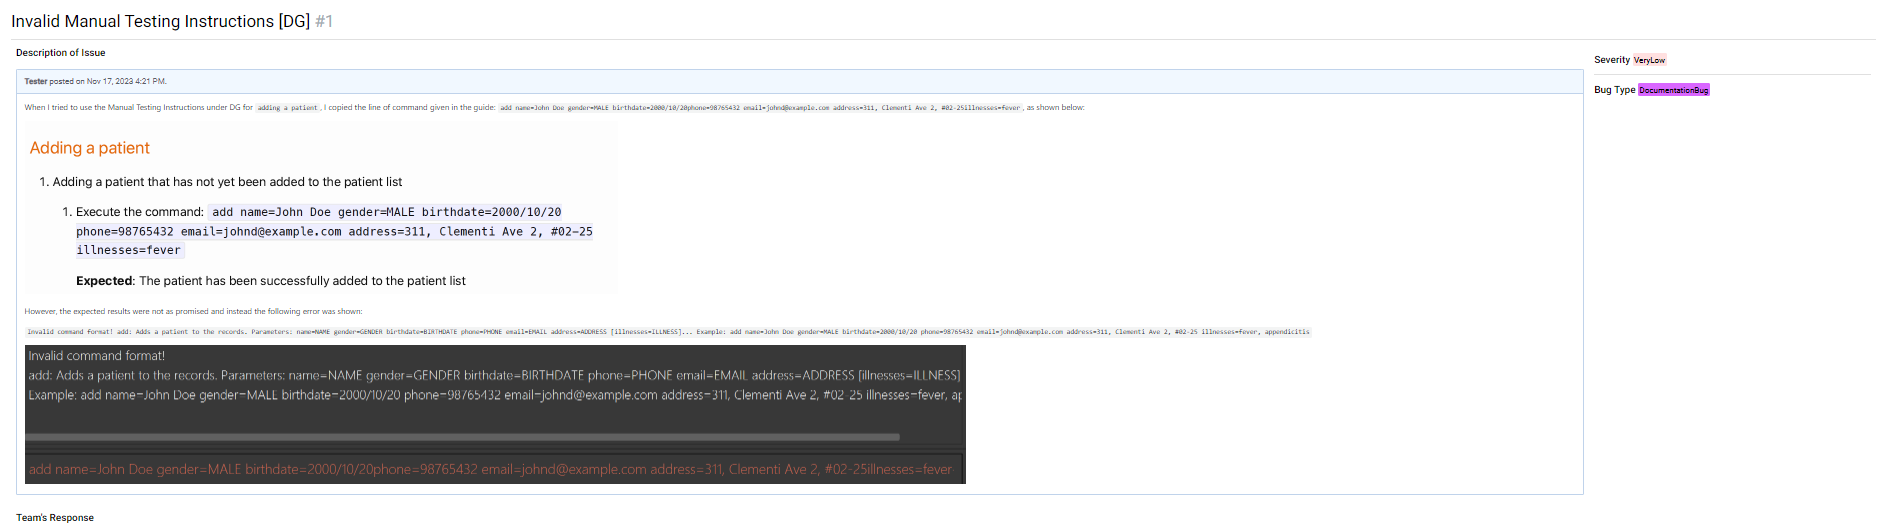 Invalid Manual Testing Instructions [DG] #1
Description of Issue
Severity VeryLow
Tester posted on Nov 17, 2023 4:21 PM.
Bug Type DocumentationBug
When I tried to use the Manual Testing Instructions under DG for adding a patient, I copied the line of command given in the guide: add name=John Doe gender=MALE birthdate=2000/10/20phone=98765432 email=johnd@example.com address=311, Clementi Ave 2, #02-25illnesses=fever, as shown below:
Adding a patient
1. Adding a patient that has not yet been added to the patient list
1. Execute the command: add name=John Doe gender=MALE birthdate=2000/10/20
phone=98765432 email=johnd@example.com address=311, Clementi Ave 2, #02-25
illnesses=fever
Expected: The patient has been successfully added to the patient list
However, the expected results were not as promised and instead the following error was shown:
Invalid command format! add: Adds a patient to the records. Parameters: name=NAME gender=GENDER birthdate=BIRTHDATE phone=PHONE email=EMAIL address=ADDRESS [illnesses=ILLNESS]... Example: add name=John Doe gender=MALE birthdate=2000/10/20 phone=98765432 email=johnd@example.com address=311, Clementi Ave 2, #02-25 illnesses=fever, appendicitis
Invalid command format!
add: Adds a patient to the records. Parameters: name=NAME gender=GENDER birthdate=BIRTHDATE phone=PHONE email=EMAIL address=ADDRESS [illnesses=ILLNESS]
Example: add name=John Doe gender=MALE birthdate=2000/10/20 phone=98765432 email=johnd@example.com address=311, Clementi Ave 2, #02-25 illnesses=fever, ap
add name=John Doe gender=MALE birthdate=2000/10/20phone=98765432 email=johnd@example.com address=311, Clementi Ave 2, #02-25illnesses=fever
Team's Response